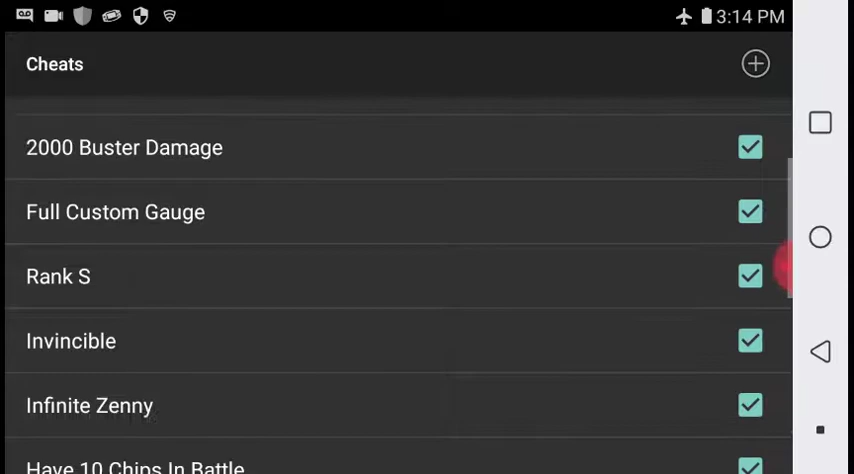 3:14 PM
Cheats
2000 Buster Damage
Full Custom Gauge
Rank S
Invincible
Infinite Zenny
Have 10 Chips In Battle